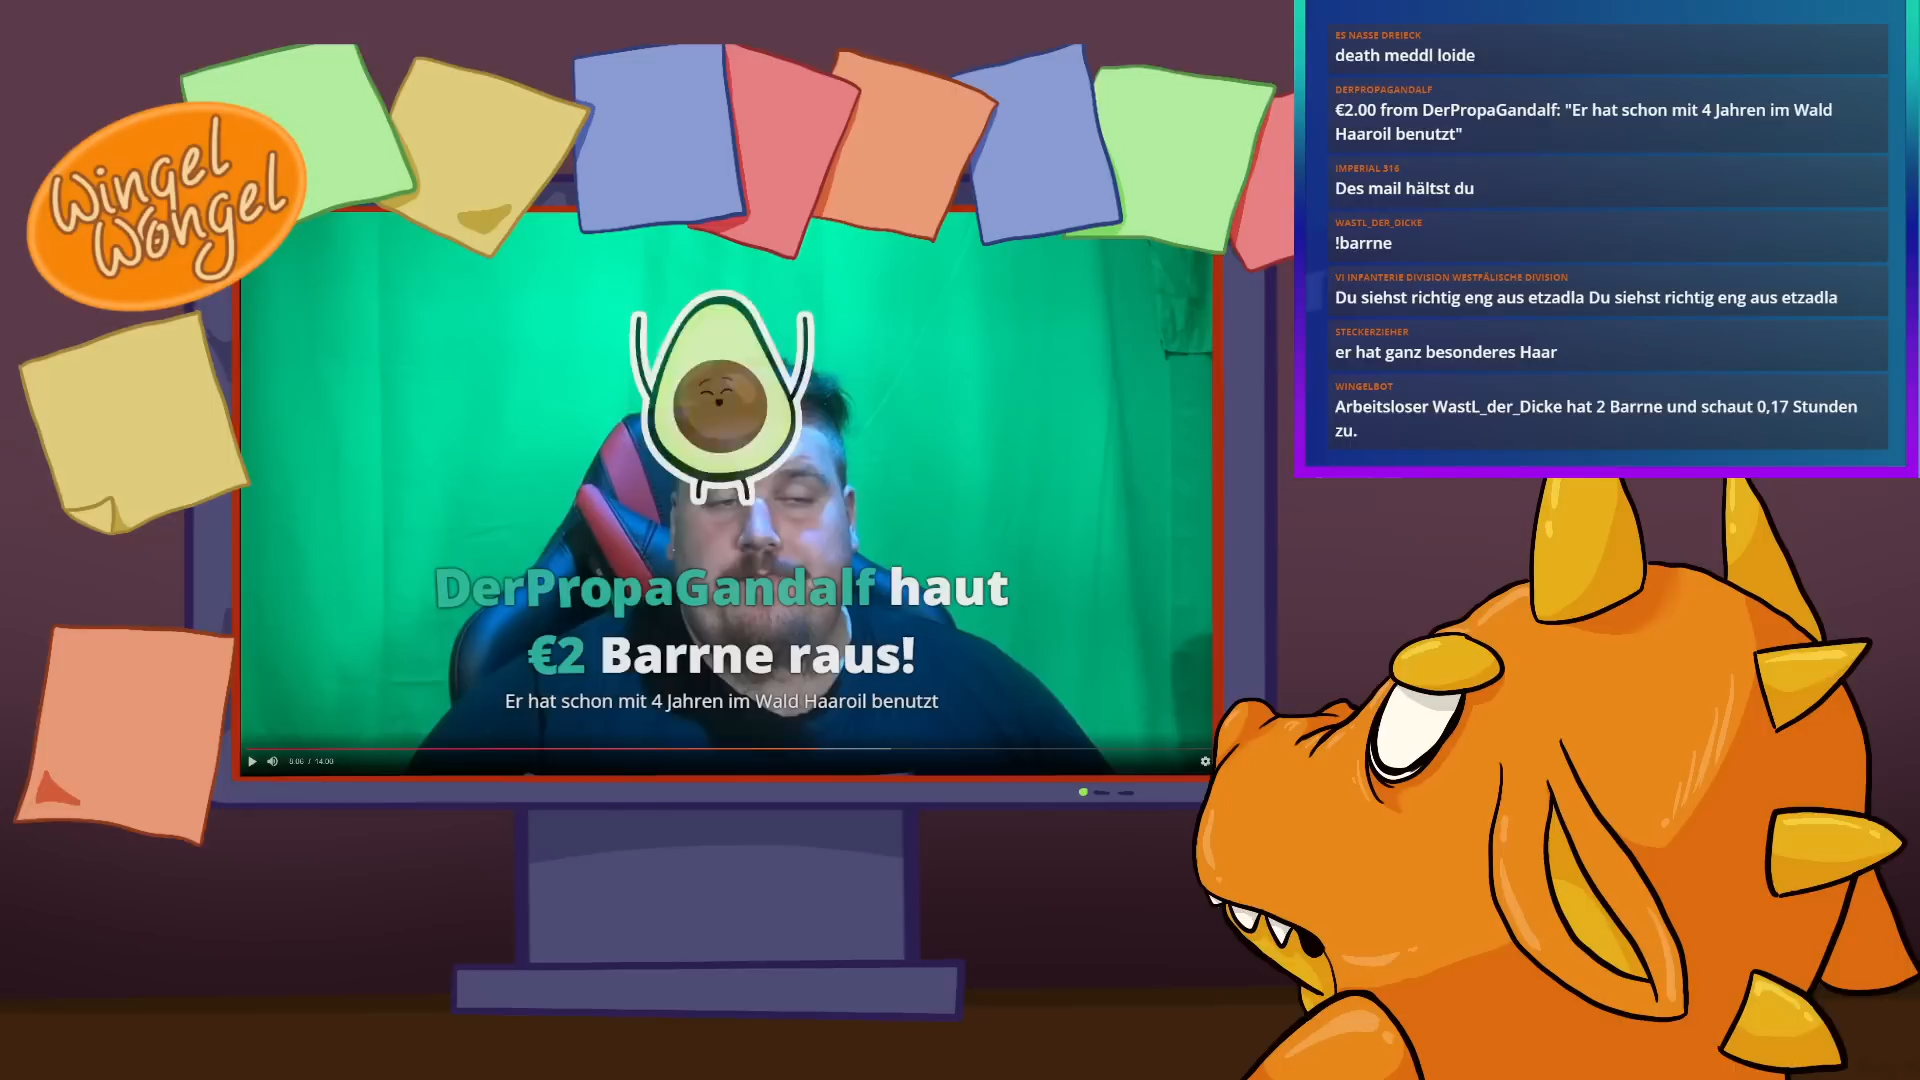 Wingel
Wongel
DerPropaGandalf haut
€2 Barrne raus!
Er hat schon mit 4 Jahren im Wald Haaroil benutzt
8:06 / 14:00
ES NASSE DREIECK
death meddl loide
DERPROPAGANDALF
€2.00 from DerPropaGandalf: "Er hat schon mit 4 Jahren im Wald
Haaroil benutzt"
IMPERIAL 316
Des mail hältst du
WASTL_DER_DICKE
!barrne
VI INFANTERIE DIVISION WESTFÄLISCHE DIVISION
Du siehst richtig eng aus etzadla Du siehst richtig eng aus etzadla
STECKERZIEHER
er hat ganz besonderes Haar
WINGELBOT
Arbeitsloser WastL_der_Dicke hat 2 Barrne und schaut 0,17 Stunden
zu.